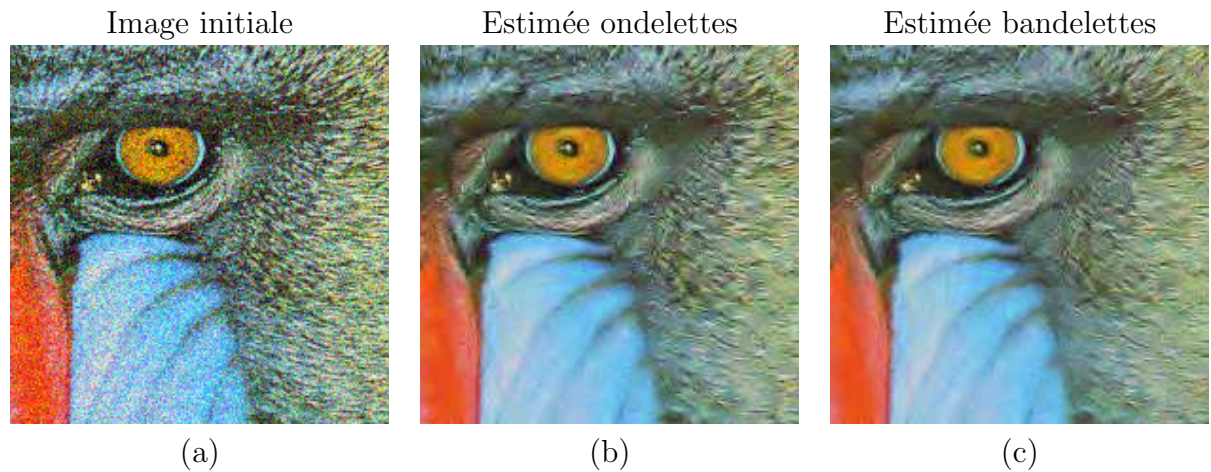 Image initiale
Estimée ondelettes
Estimée bandelettes
(a)
(b)
(c)